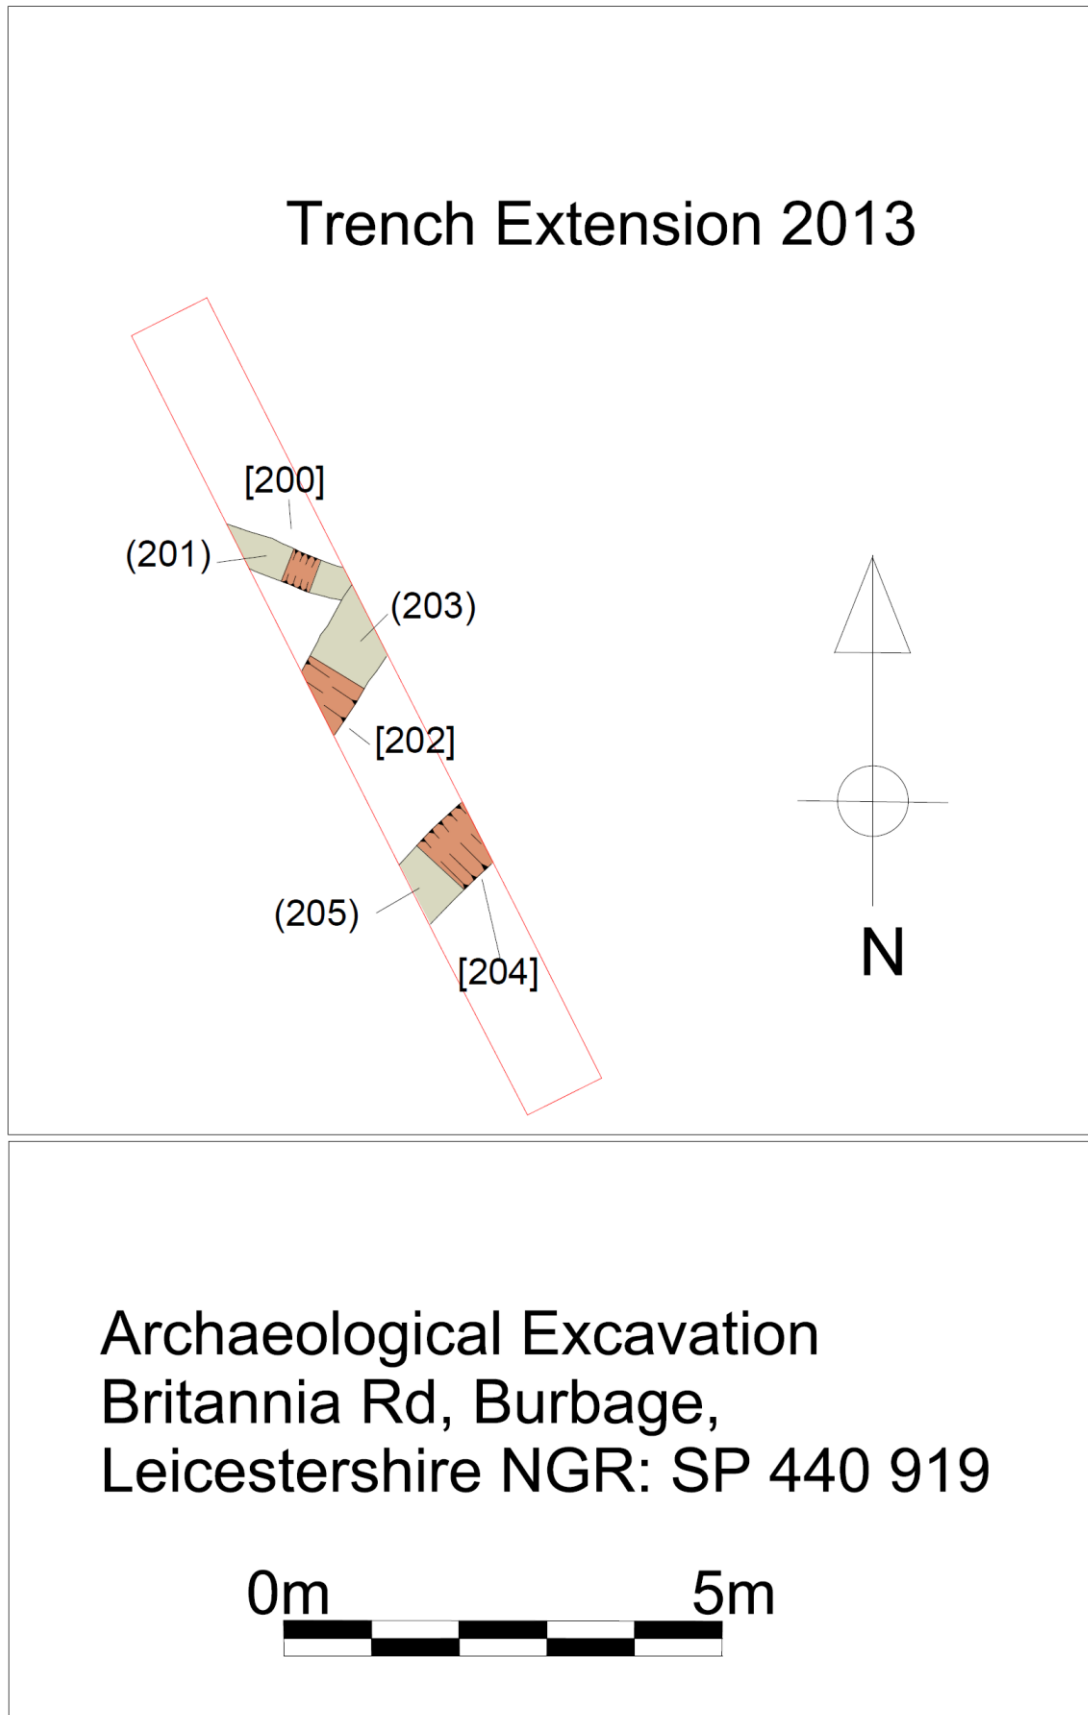 Trench Extension 2013
[200]
(201)
(203)
[202]
(205)
[204]
N
Archaeological Excavation
Britannia Rd, Burbage,
Leicestershire NGR: SP 440 919
0m 5m